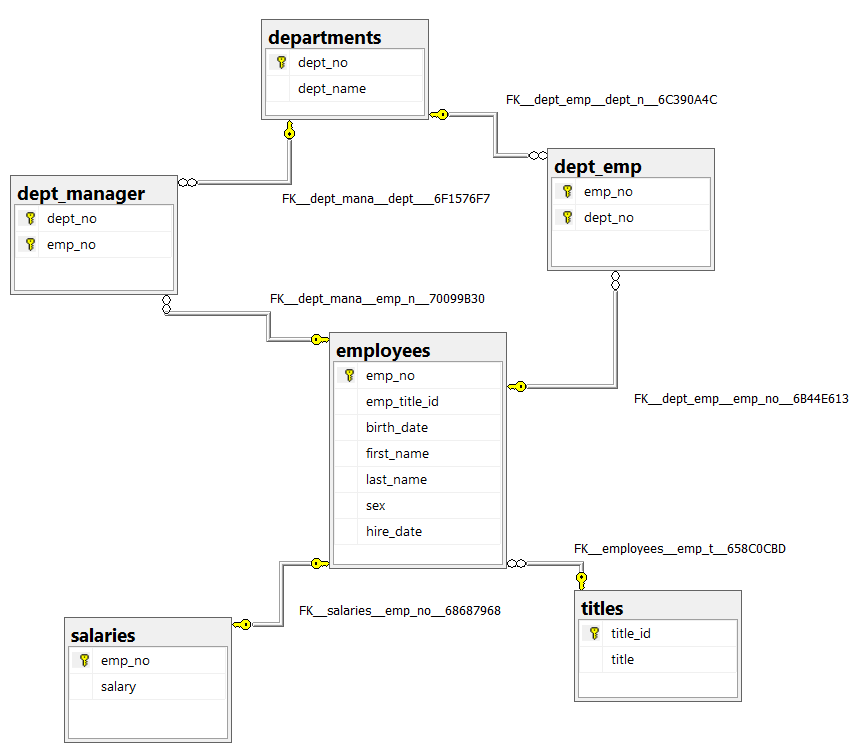 departments
dept_no
dept_name
FK__dept_emp__dept_n__6C390A4C
dept_emp
emp_no
dept_no
dept_manager
dept_no
emp_no
FK__dept_mana__dept___6F1576F7
FK__dept_mana__emp_n__70099B30
employees
emp_no
emp_title_id
birth_date
first_name
last_name
sex
hire_date
FK__dept_emp__emp_no__6B44E613
FK__employees__emp_t__658C0CBD
FK__salaries__emp_no__68687968
titles
title_id
title
salaries
emp_no
salary